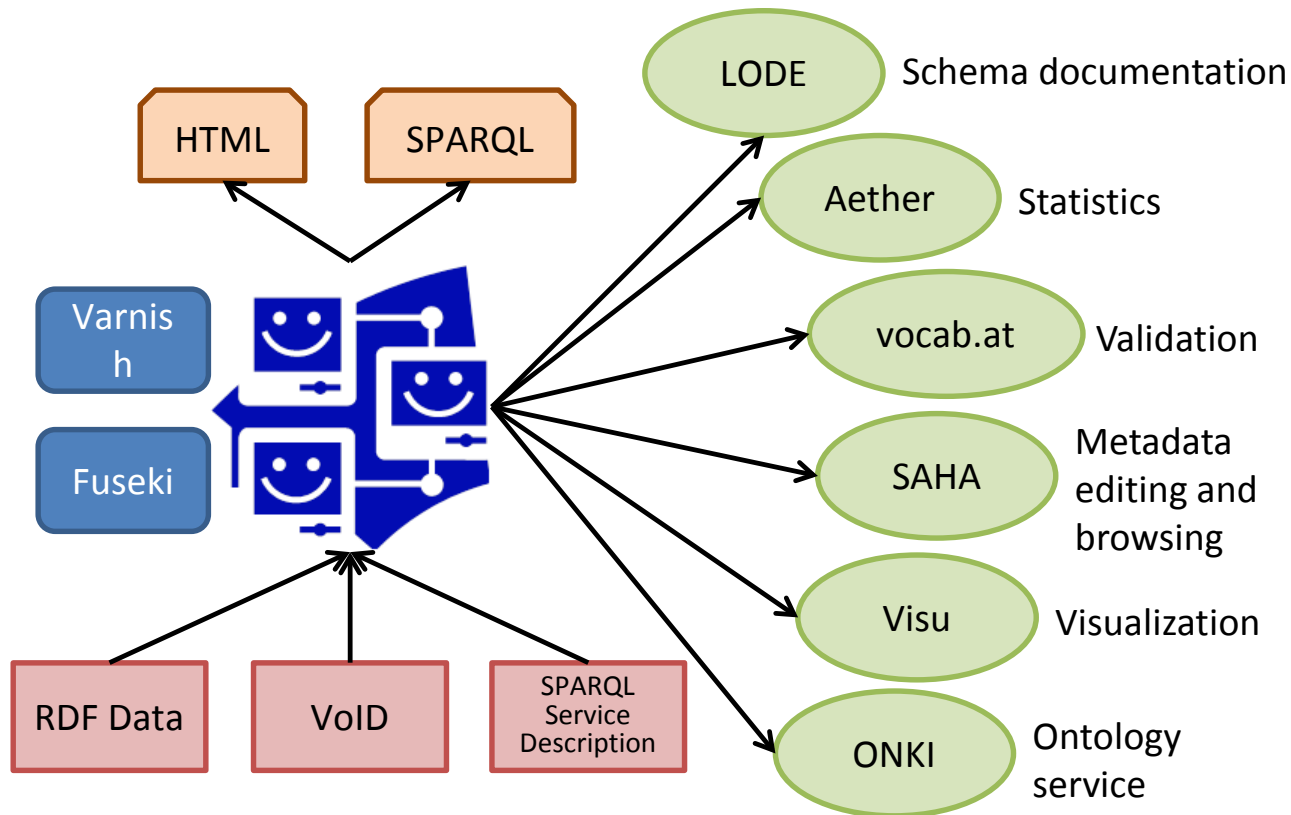 LODE
Schema documentation
HTML
SPARQL
Aether
Statistics
Varnis
h
vocab.at
Validation
Fuseki
SAHA
Metadata
editing and
browsing
Visu
Visualization
RDF Data
VoID
SPARQL
Service
Description
ONKI
Ontology
service